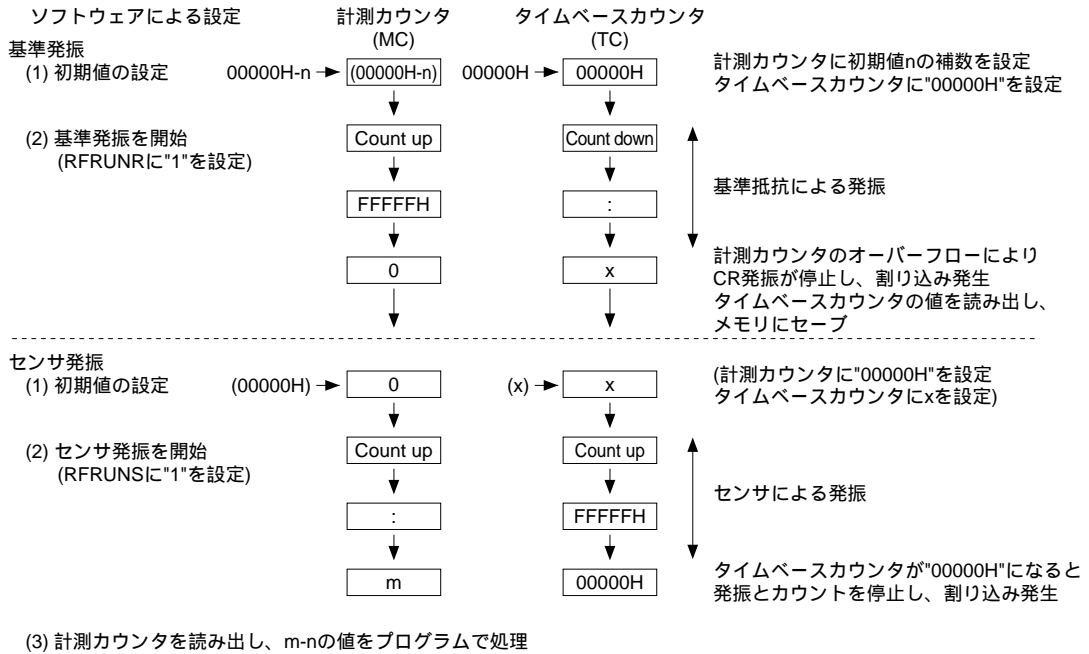 ソフトウェアによる設定
計測カウンタ
(MC)
タイムベースカウンタ
(TC)
基準発振
(1) 初期値の設定
00000H-n
(00000H-n)
00000H
00000H
計測カウンタに初期値nの補数を設定
タイムベースカウンタに"00000H"を設定
(2) 基準発振を開始
(RFRUNRに"1"を設定)
Count up
Count down
FFFFFH
:
基準抵抗による発振
0
x
計測カウンタのオーバーフローにより
CR発振が停止し、割り込み発生
タイムベースカウンタの値を読み出し、
メモリにセーブ
センサ発振
(1) 初期値の設定
(00000H)
0
(x)
x
(計測カウンタに"00000H"を設定
タイムベースカウンタにxを設定)
(2) センサ発振を開始
(RFRUNSに"1"を設定)
Count up
Count up
:
FFFFFH
センサによる発振
m
00000H
タイムベースカウンタが"00000H"になると
発振とカウントを停止し、割り込み発生
(3) 計測カウンタを読み出し、m-nの値をプログラムで処理